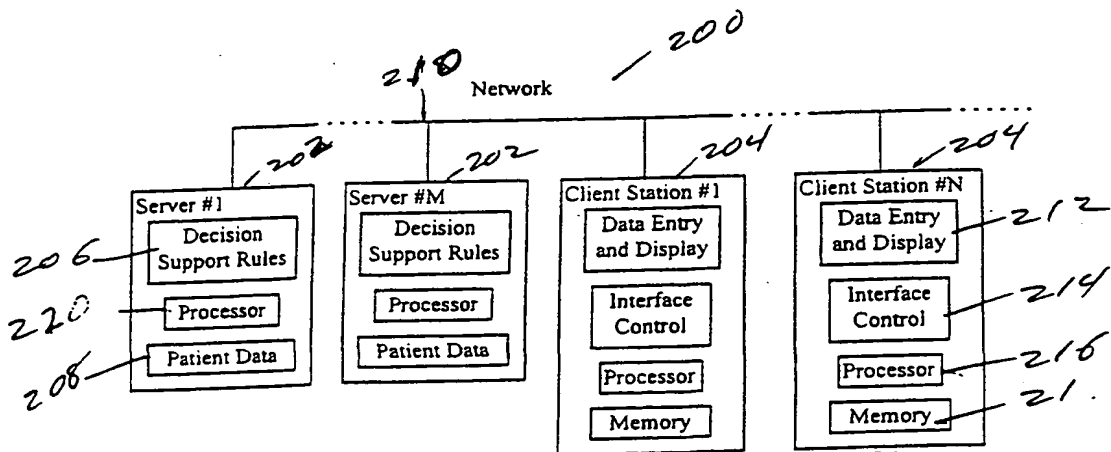 200
Network
202
202
204
204
Server #1
Decision
Support Rules
Processor
Patient Data
206
220
208
Server #M
Decision
Support Rules
Processor
Patient Data
Client Station #1
Data Entry
and Display
Interface
Control
Processor
Memory
Client Station #N
Data Entry
and Display
Interface
Control
Processor
Memory
212
214
216
21.